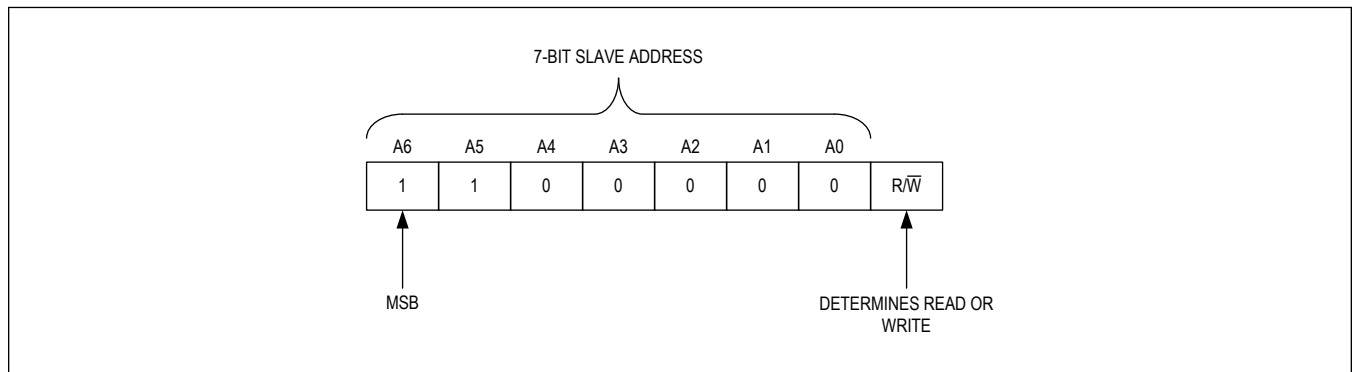 7-BIT SLAVE ADDRESS
A6 A5 A4 A3 A2 A1 A0
1 1 0 0 0 0 0 R/W̅
MSB
DETERMINES READ OR
WRITE